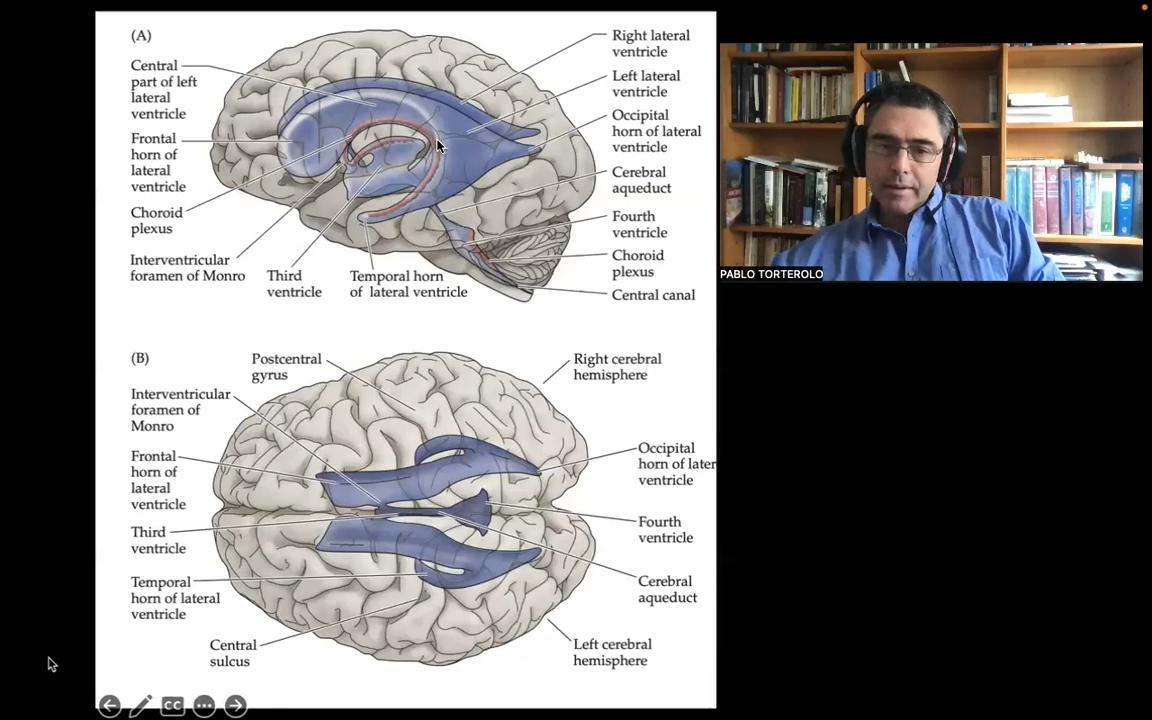 (A)
Central
part of left
lateral
ventricle
Frontal
horn of
lateral
ventricle
Choroid
plexus
Interventricular
foramen of Monro
Third
ventricle
Temporal horn
of lateral ventricle
Right lateral
ventricle
Left lateral
ventricle
Occipital
horn of lateral
ventricle
Cerebral
aqueduct
Fourth
ventricle
Choroid
plexus
Central canal
PABLO TORTEROLO
(B)
Postcentral
gyrus
Interventricular
foramen of
Monro
Frontal
horn of
lateral
ventricle
Third
ventricle
Temporal
horn of lateral
ventricle
Central
sulcus
Right cerebral
hemisphere
Occipital
horn of later
ventricle
Fourth
ventricle
Cerebral
aqueduct
Left cerebral
hemisphere
CC